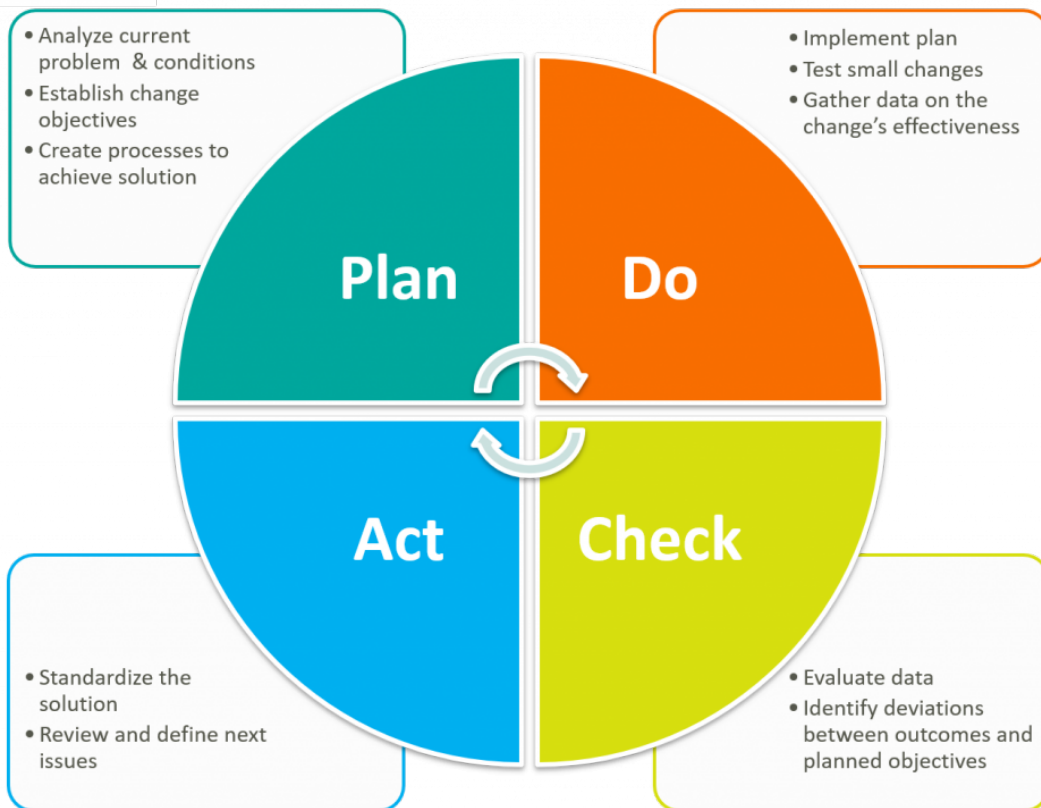 • Analyze current
problem & conditions
• Establish change
objectives
• Create processes to
achieve solution
• Implement plan
• Test small changes
• Gather data on the
change's effectiveness
Plan
Do
Act
Check
• Standardize the
solution
• Review and define next
issues
• Evaluate data
• Identify deviations
between outcomes and
planned objectives